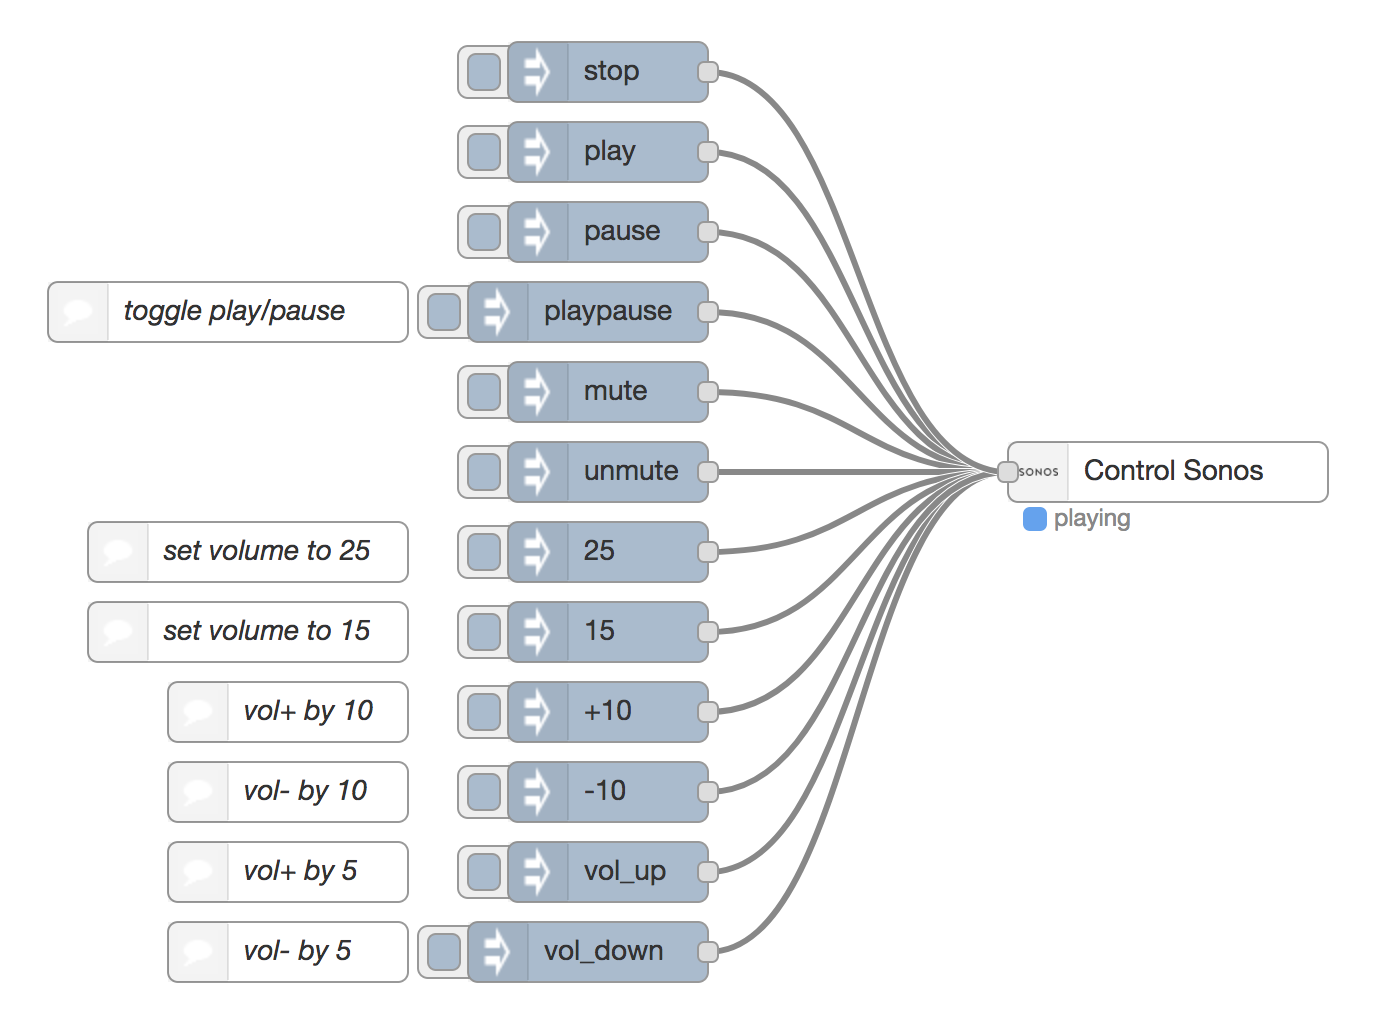 stop
play
pause
toggle play/pause
playpause
mute
unmute
SONOS
Control Sonos
playing
set volume to 25
25
set volume to 15
15
vol+ by 10
+10
vol- by 10
-10
vol+ by 5
vol_up
vol- by 5
vol_down